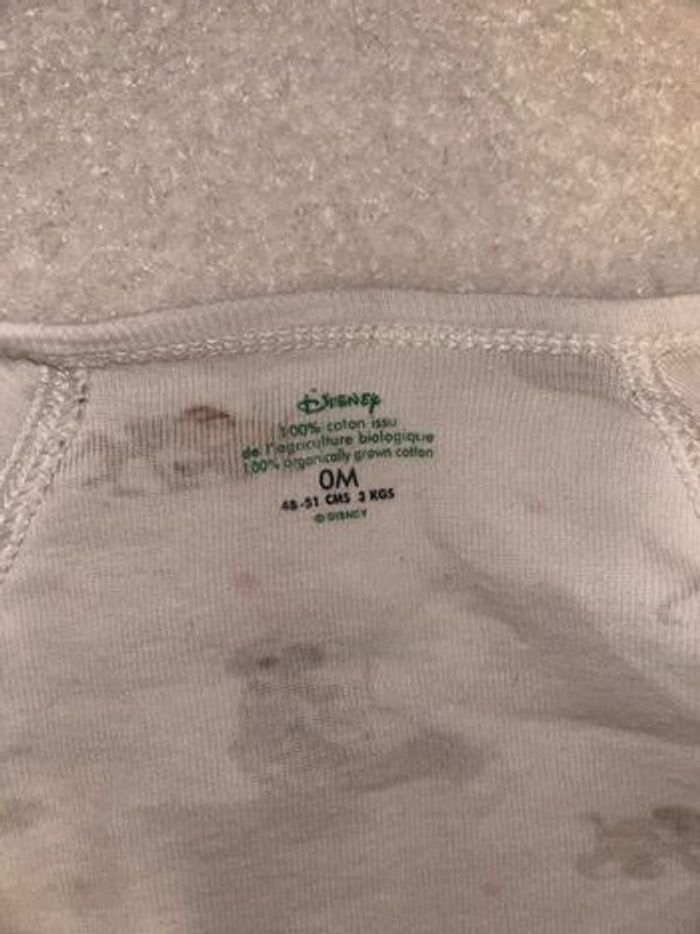 Disney
100% coton issu
de l'agriculture biologique
100% organically grown cotton
0M
48-51 CMS 3 KGS
© DISNEY